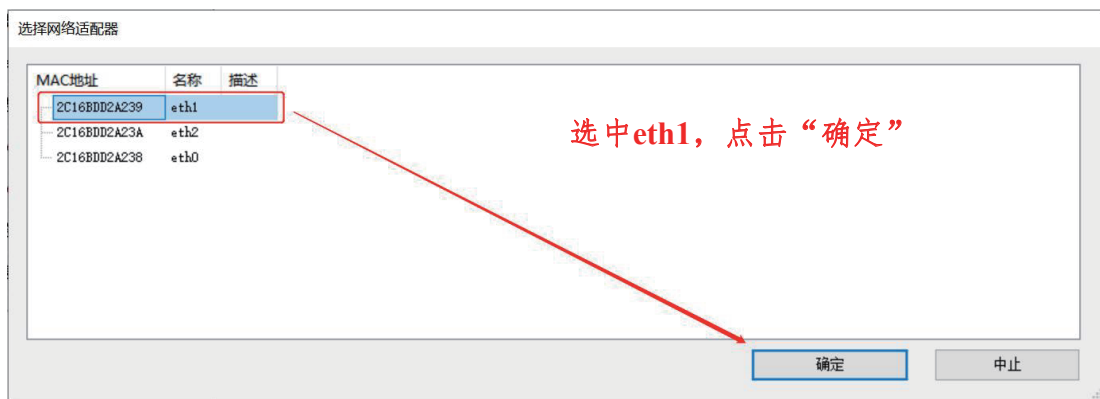 选择网络适配器
MAC地址 名称 描述
2C16BDD2A239 eth1
2C16BDD2A23A eth2
2C16BDD2A238 eth0
选中eth1，点击“确定”
确定 中止